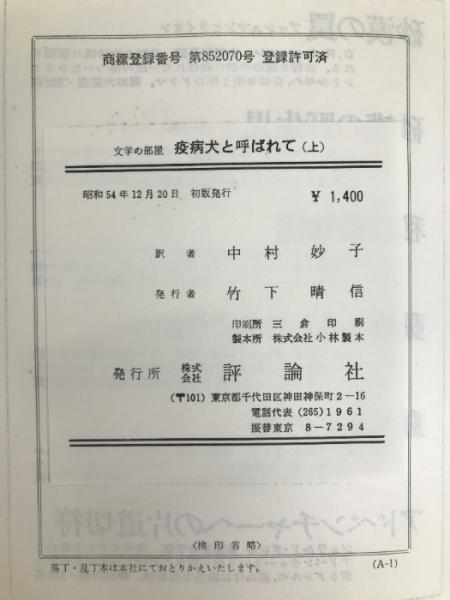 商標登録番号 第852070号 登録許可済
文学の部屋 疫病犬と呼ばれて（上）
昭和54年12月20日 初版発行
¥ 1,400
訳者 中村妙子
発行者 竹下晴信
印刷所 三倉印刷
製本所 株式会社小林製本
発行所 株式会社 評論社
（〒101）東京都千代田区神田神保町2－16
電話代表（265）1961
振替東京 8－7294
〈検印省略〉
落丁・乱丁本は本社にておとりかえいたします。
(A-1)